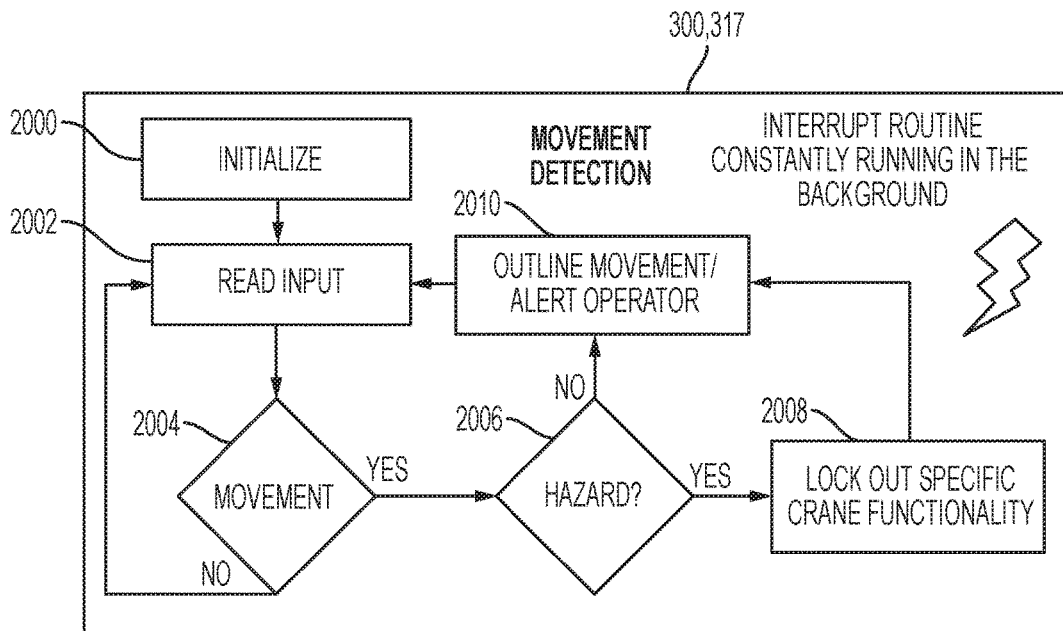 300,317
2000
INITIALIZE
MOVEMENT
DETECTION
INTERRUPT ROUTINE
CONSTANTLY RUNNING IN THE
BACKGROUND
2002
READ INPUT
2010
OUTLINE MOVEMENT/
ALERT OPERATOR
2004
MOVEMENT
YES
NO
2006
HAZARD?
NO
YES
2008
LOCK OUT SPECIFIC
CRANE FUNCTIONALITY